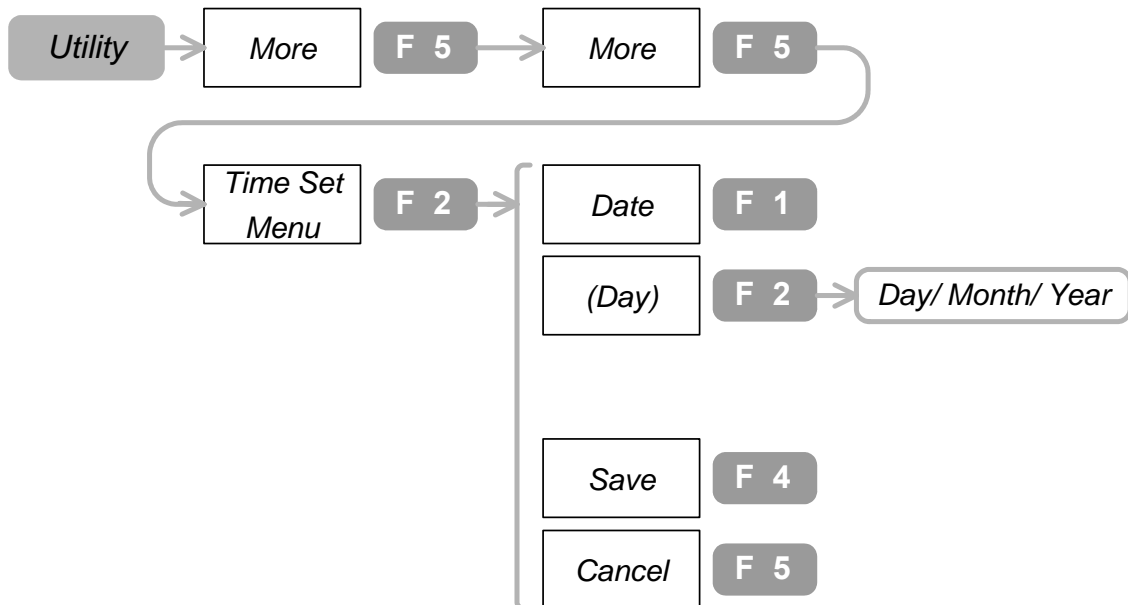 Utility
More
F 5
More
F 5
Time Set
Menu
F 2
Date
F 1
(Day)
F 2
Day/ Month/ Year
Save
F 4
Cancel
F 5